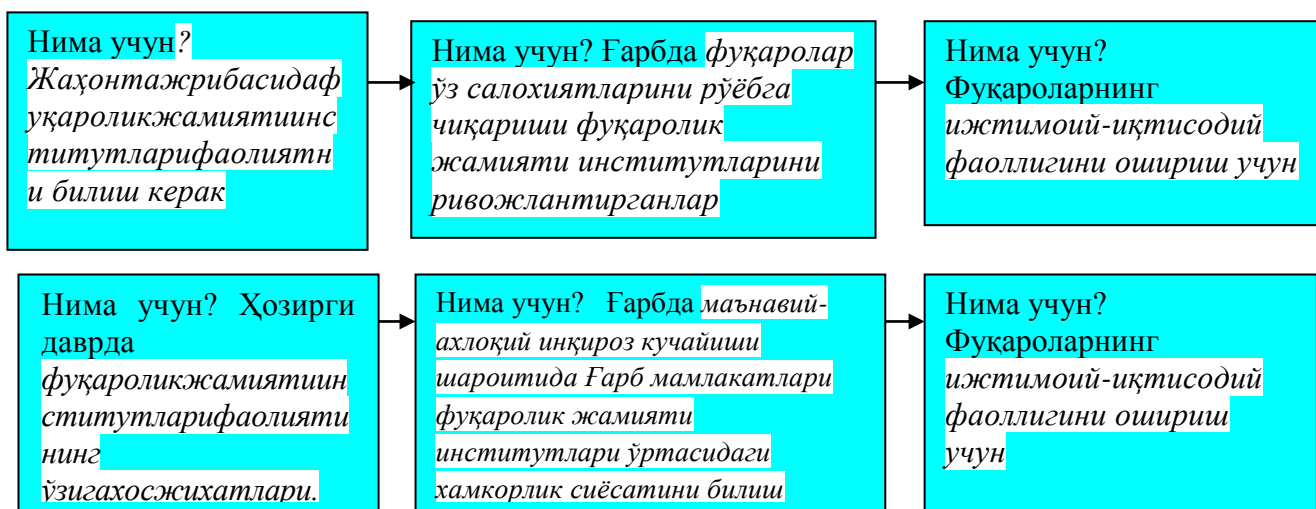 Нима учун?
Жаҳонтажрибасидаф
уқароликжамиятиинс
титутларифаолиятн
и билиш керак
Нима учун? Ғарбда фуқаролар
ўз салохиятларини рўёбга
чиқариши фуқаролик
жамияти институтларини
ривожлантирганлар
Нима учун?
Фуқароларнинг
ижтимоий-иқтисодий
фаоллигини ошириш учун
Нима учун? Ҳозирги
даврда
фуқароликжамиятиин
ститутларифаолияти
нинг
ўзигахосжихатлари.
Нима учун? Ғарбда маънавий-
ахлоқий инқироз кучайиши
шароитида Ғарб мамлакатлари
фуқаролик жамияти
институтлари ўртасидаги
хамкорлик сиёсатини билиш
Нима учун?
Фуқароларнинг
ижтимоий-иқтисодий
фаоллигини ошириш
учун